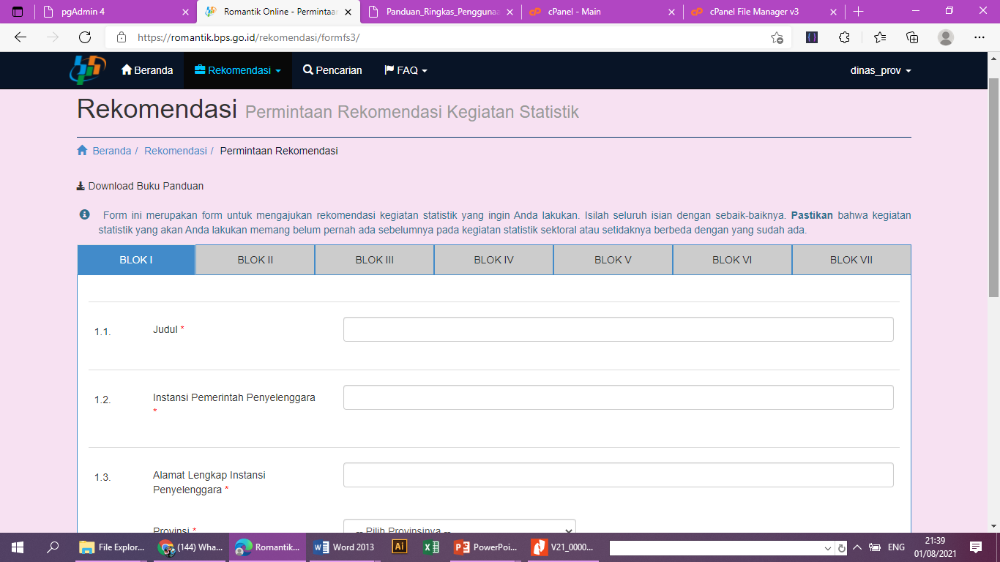 pgAdmin 4
Romantik Online - Permintaan
Panduan_Ringkas_Pengguna
cPanel - Main
cPanel File Manager v3
https://romantik.bps.go.id/rekomendasi/formfs3/
Beranda
Rekomendasi
Pencarian
FAQ
dinas_prov
Rekomendasi Permintaan Rekomendasi Kegiatan Statistik
Beranda / Rekomendasi / Permintaan Rekomendasi
Download Buku Panduan
Form ini merupakan form untuk mengajukan rekomendasi kegiatan statistik yang ingin Anda lakukan. Isilah seluruh isian dengan sebaik-baiknya. Pastikan bahwa kegiatan
statistik yang akan Anda lakukan memang belum pernah ada sebelumnya pada kegiatan statistik sektoral atau setidaknya berbeda dengan yang sudah ada.
BLOK I
BLOK II
BLOK III
BLOK IV
BLOK V
BLOK VI
BLOK VII
1.1. Judul *
1.2. Instansi Pemerintah Penyelenggara
*
1.3. Alamat Lengkap Instansi
Penyelenggara *
Provinsi * -- Pilih Provinsinya --
File Explor...
(144) Wha...
Romantik...
Word 2013
Ai
PowerPoi...
V21_0000...
ENG
21:39
01/08/2021